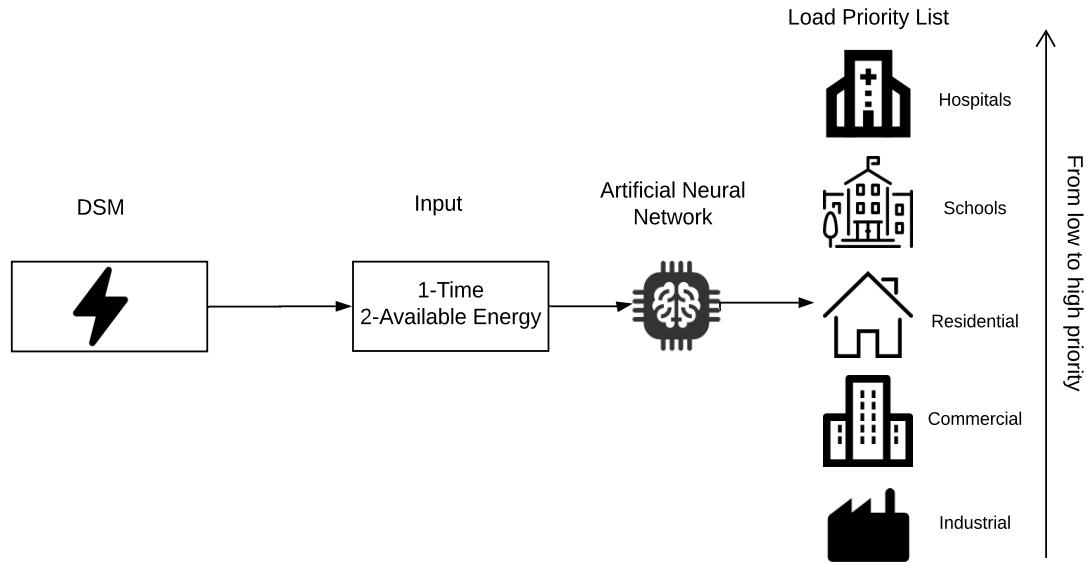 Load Priority List
Hospitals
DSM
Input
Artificial Neural
Network
Schools
1-Time
2-Available Energy
Residential
Commercial
Industrial
From low to high priority